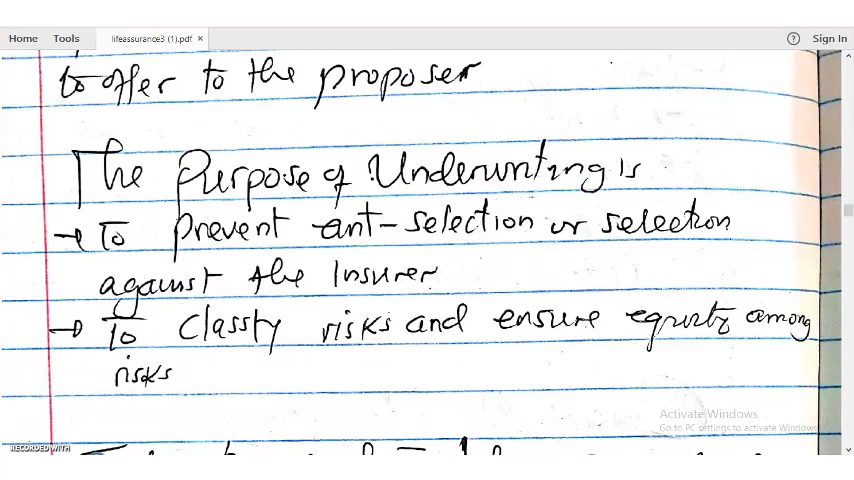 Home Tools lifeassurance3 (1).pdf × ? Sign In
to offer to the proposer
The Purpose of Underwriting is
→ To prevent ant-selection or selection
against the Insurer
→ To Classfy risks and ensure equity among
risks
Activate Windows
Go to PC settings to activate Windows
RECORDED WITH